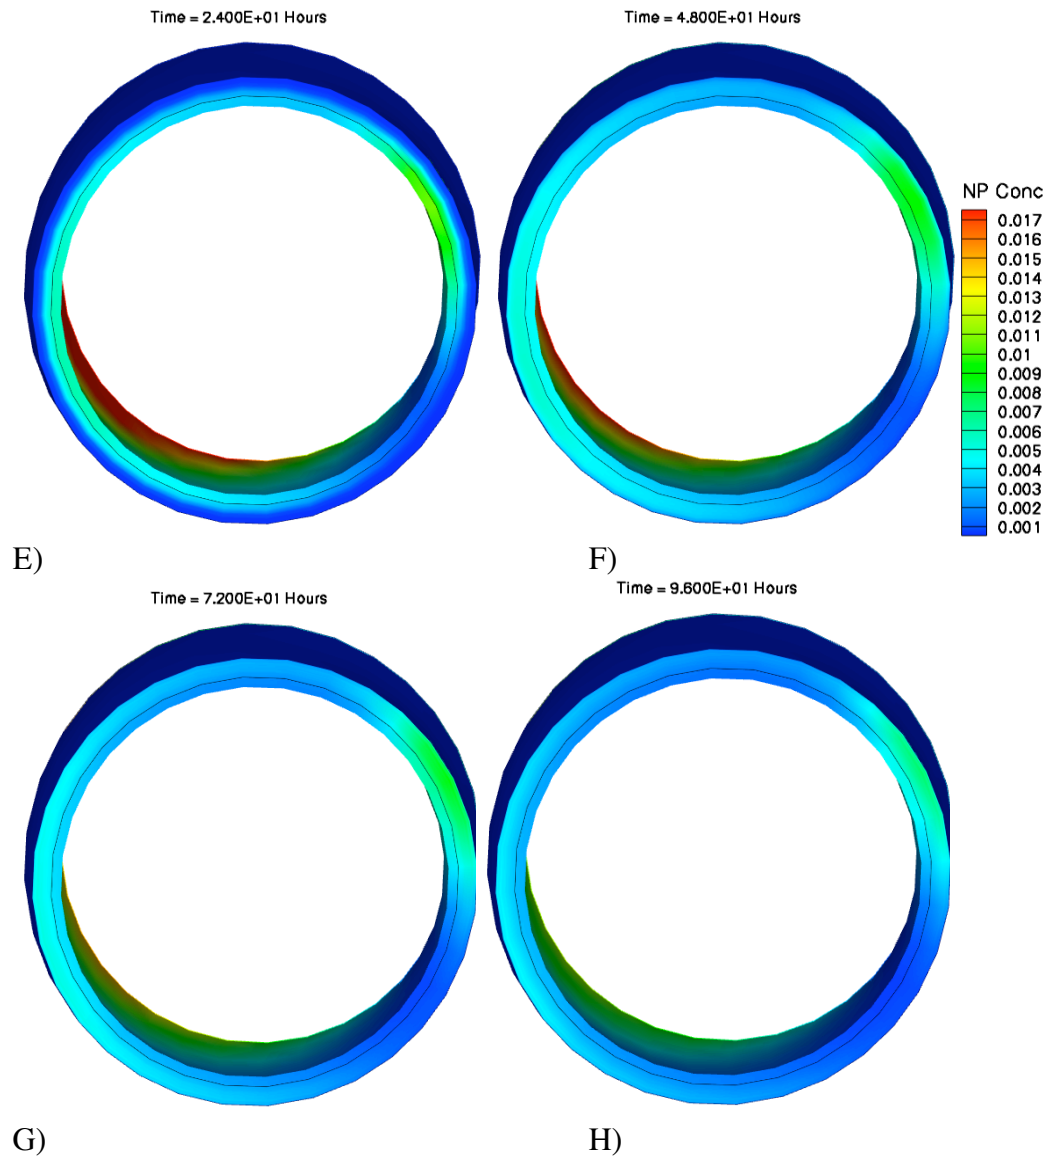 Time = 2.400E+01 Hours
Time = 4.800E+01 Hours
NP Conc
0.017
0.016
0.015
0.014
0.013
0.012
0.011
0.01
0.009
0.007
0.006
0.005
0.004
0.003
0.002
0.001
E)
F)
Time = 7.200E+01 Hours
Time = 9.600E+01 Hours
G)
H)